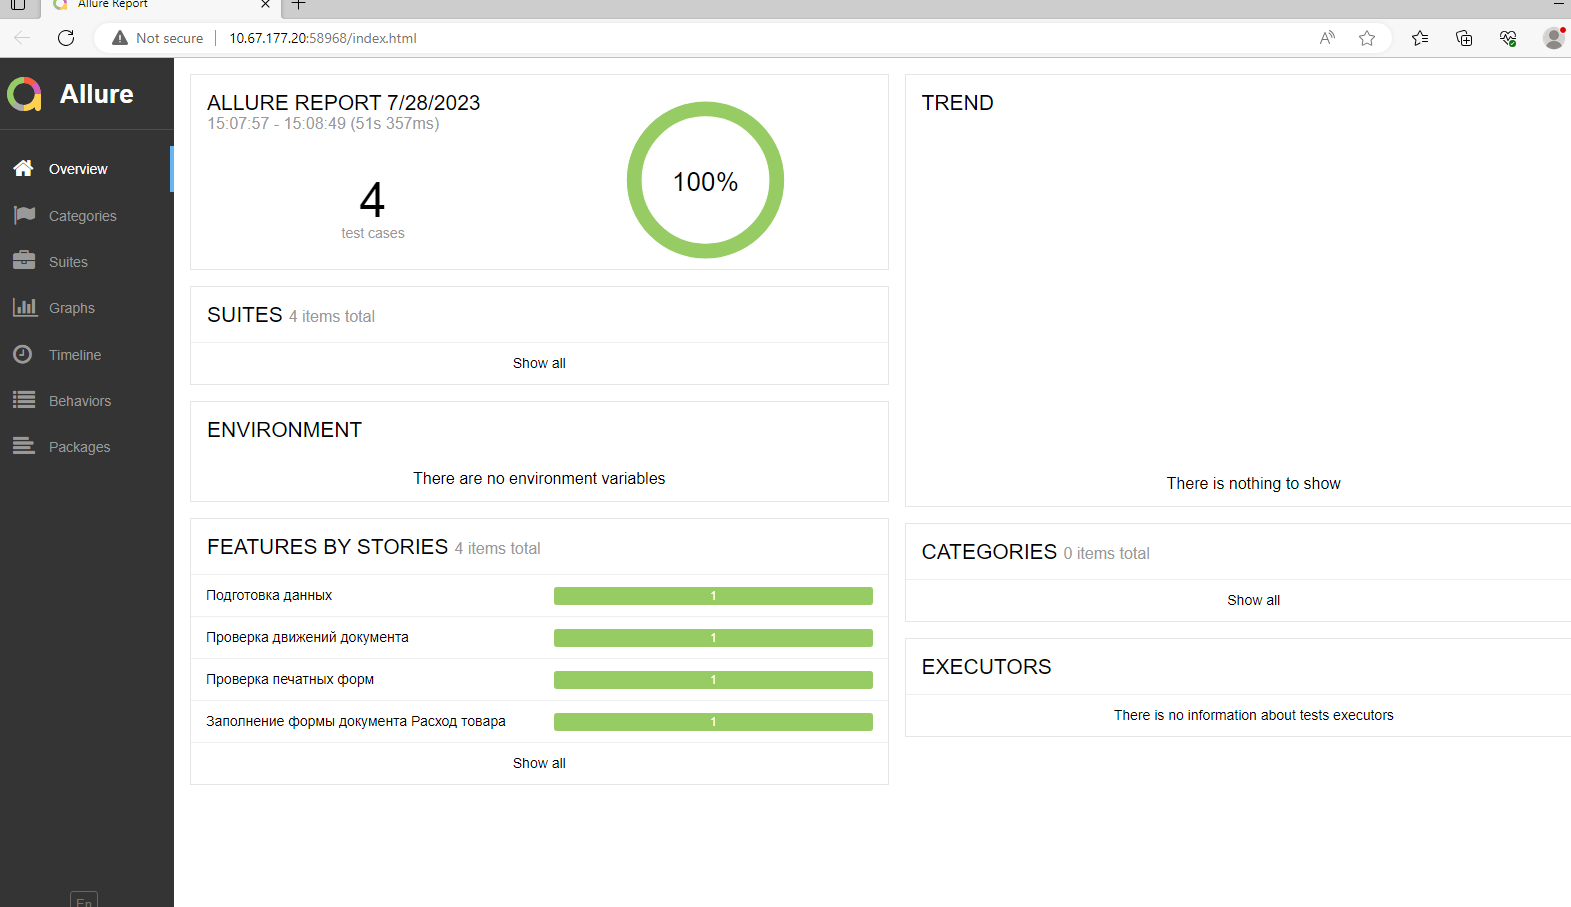 Allure Report
Not secure
10.67.177.20:58968/index.html
Allure
Overview
Categories
Suites
Graphs
Timeline
Behaviors
Packages
En
ALLURE REPORT 7/28/2023
15:07:57 - 15:08:49 (51s 357ms)
4
test cases
100%
SUITES 4 items total
Show all
ENVIRONMENT
There are no environment variables
FEATURES BY STORIES 4 items total
Подготовка данных 1
Проверка движений документа 1
Проверка печатных форм 1
Заполнение формы документа Расход товара 1
Show all
TREND
There is nothing to show
CATEGORIES 0 items total
Show all
EXECUTORS
There is no information about tests executors